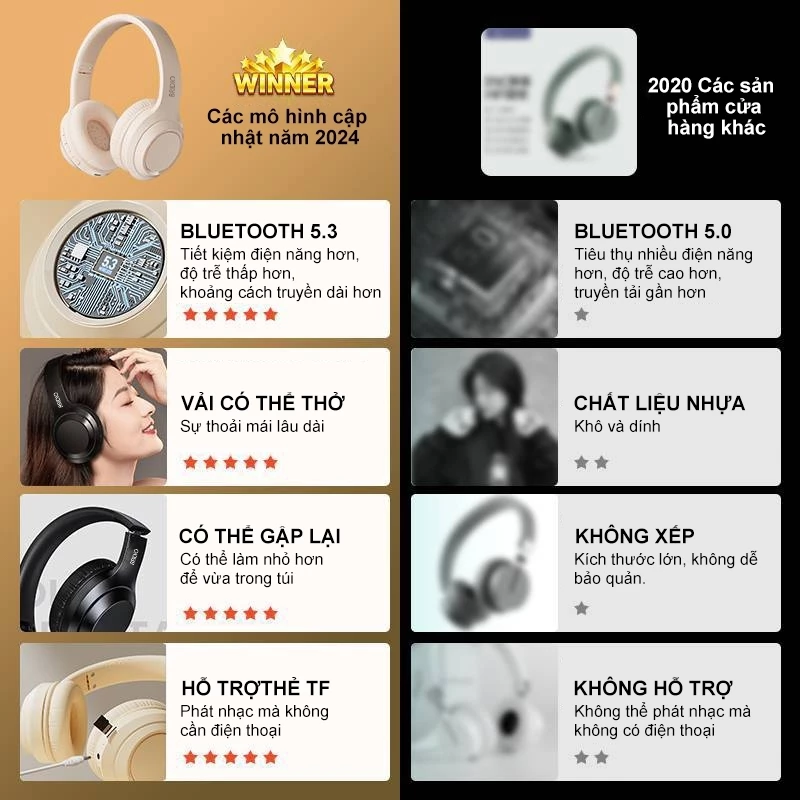 WINNER
Các mô hình cập
nhật năm 2024
2020 Các sản
phẩm cửa
hàng khác
BLUETOOTH 5.3
Tiết kiệm điện năng hơn,
độ trễ thấp hơn,
khoảng cách truyền dài hơn
5.3
BLUETOOTH 5.0
Tiêu thụ nhiều điện năng
hơn, độ trễ cao hơn,
truyền tải gần hơn
VẢI CÓ THỂ THỞ
Sự thoải mái lâu dài
CHẤT LIỆU NHỰA
Khô và dính
CÓ THỂ GẬP LẠI
Có thể làm nhỏ hơn
để vừa trong túi
KHÔNG XẾP
Kích thước lớn, không dễ
bảo quản.
HỖ TRỢTHẺ TF
Phát nhạc mà không
cần điện thoại
KHÔNG HỖ TRỢ
Không thể phát nhạc mà
không có điện thoại